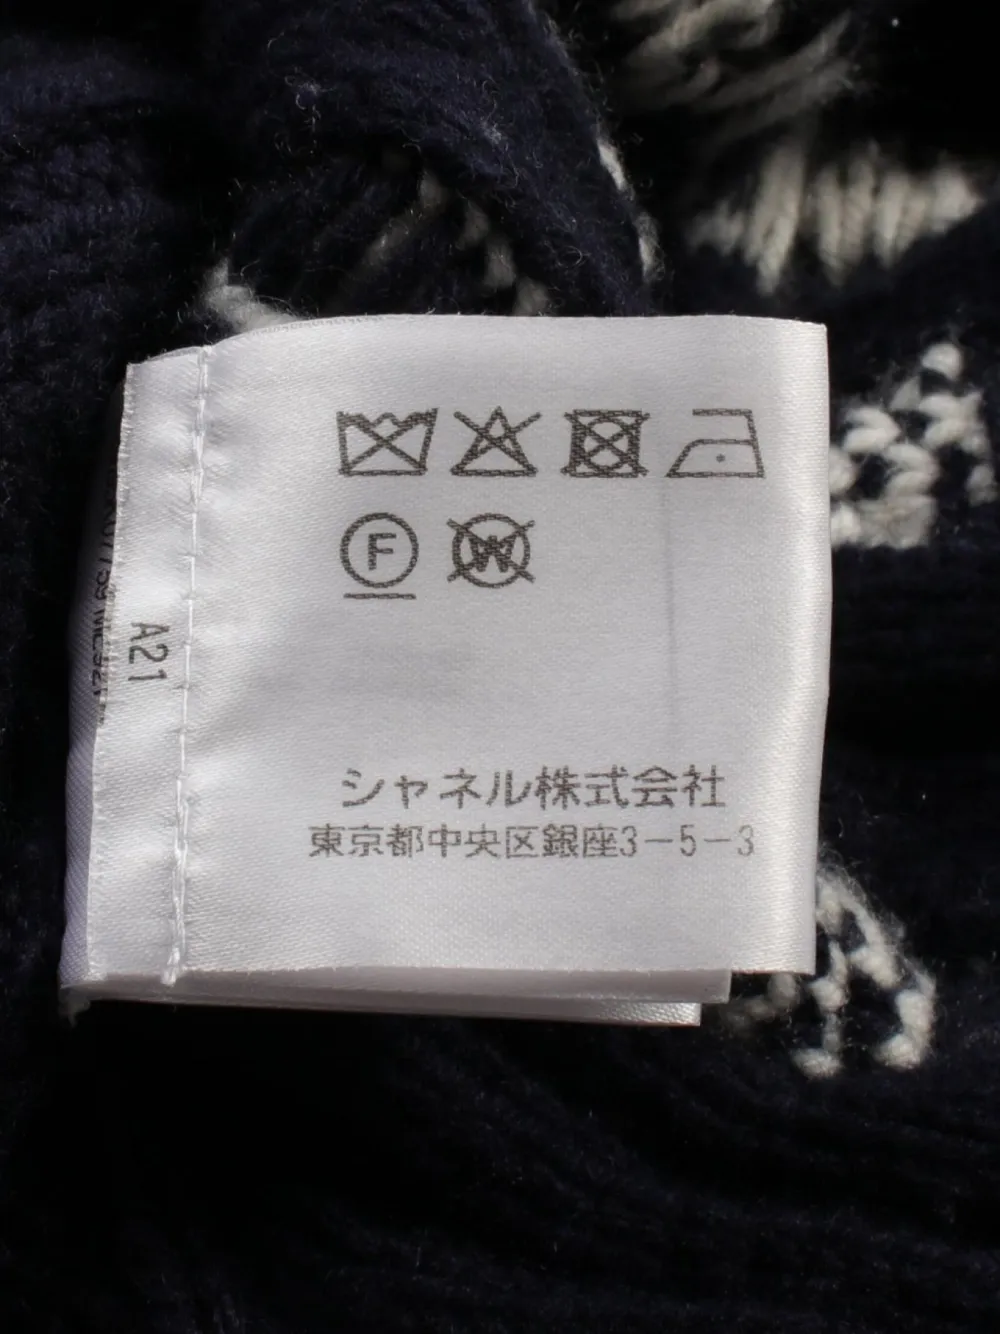 F W
A21
シャネル株式会社
東京都中央区銀座3-5-3